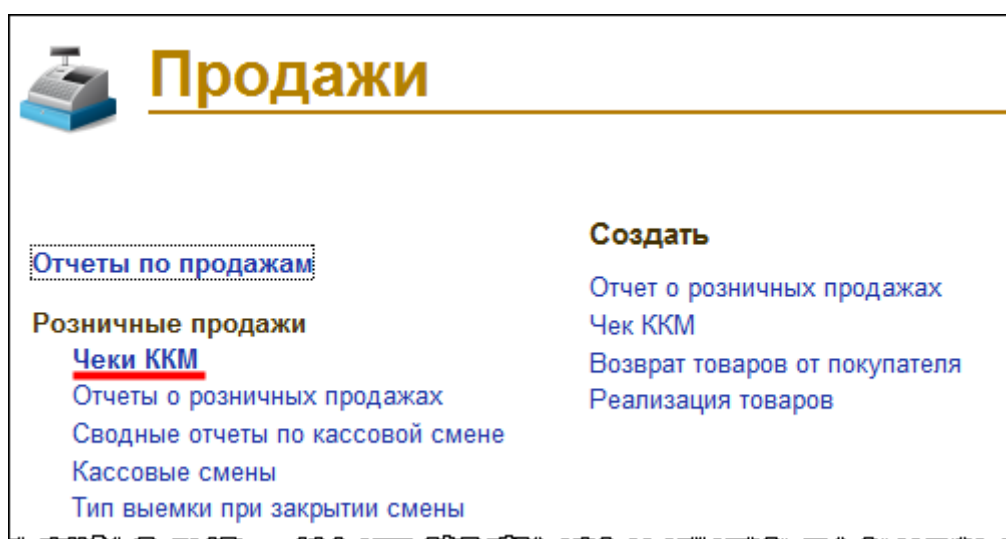 Продажи
Отчеты по продажам
Розничные продажи
Чеки ККМ
Отчеты о розничных продажах
Сводные отчеты по кассовой смене
Кассовые смены
Тип выемки при закрытии смены
Создать
Отчет о розничных продажах
Чек ККМ
Возврат товаров от покупателя
Реализация товаров